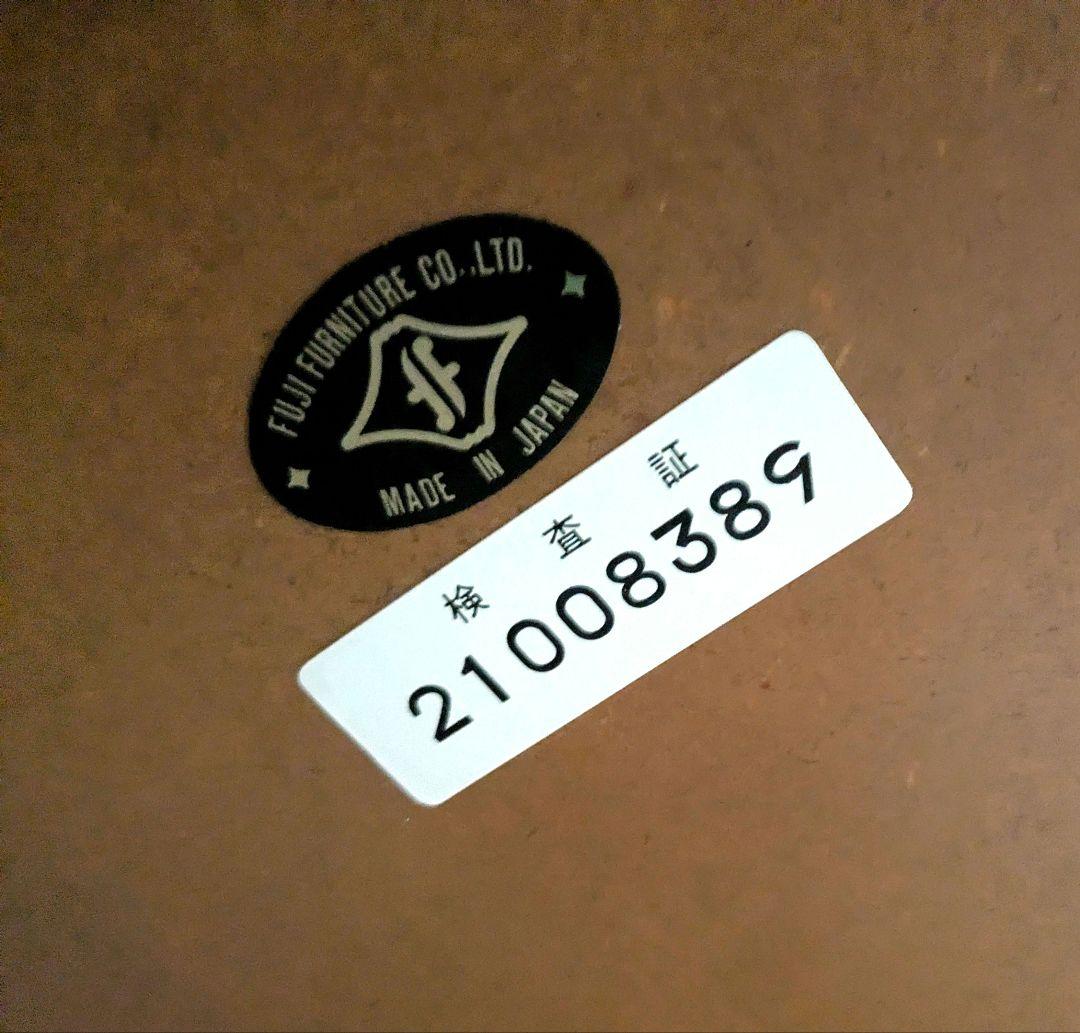 FUJI FURNITURE CO.,LTD.
MADE IN JAPAN
検査証
21008389